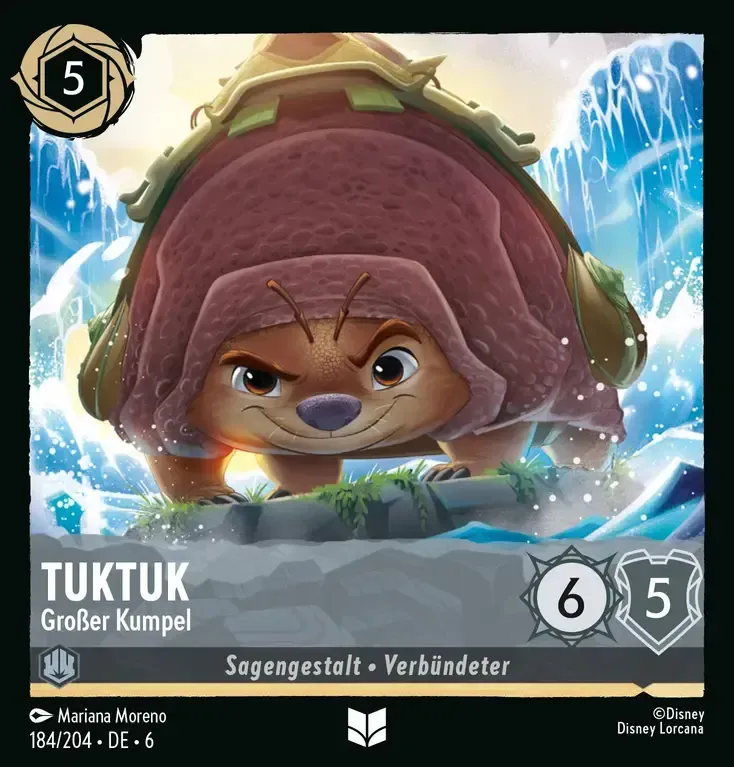 5
TUKTUK
Großer Kumpel
6
5
Sagengestalt • Verbündeter
Mariana Moreno
184/204 • DE • 6
©Disney
Disney Lorcana